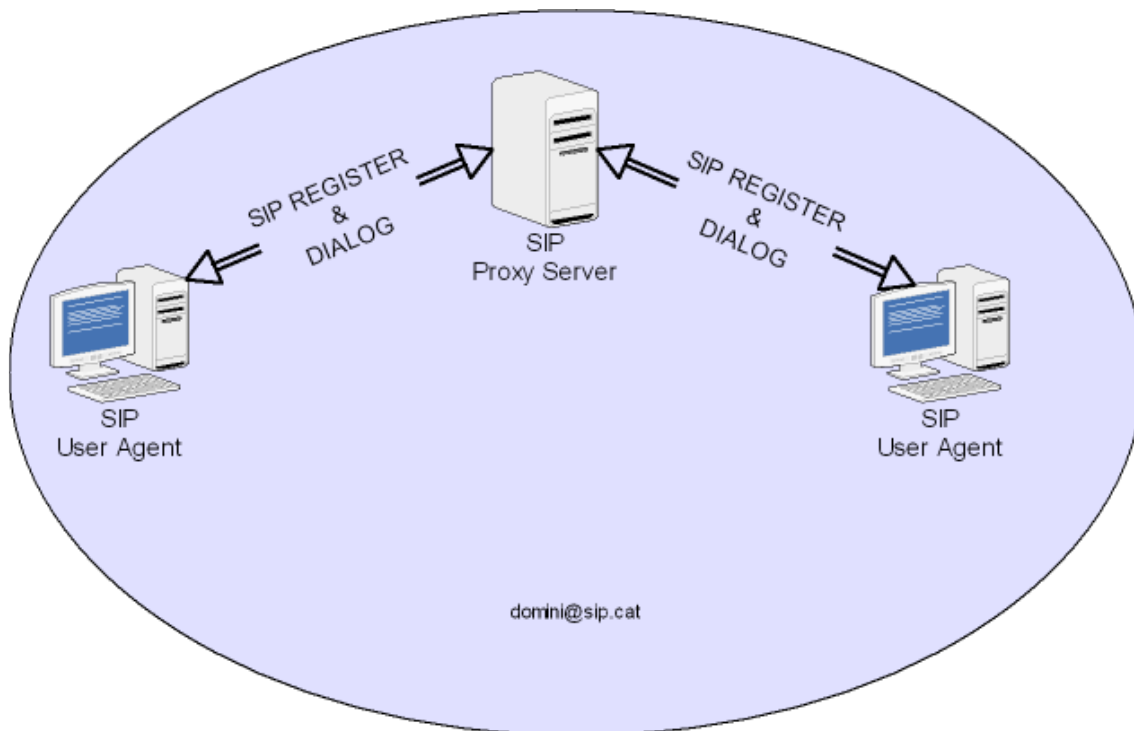 SIP REGISTER
&
DIALOG
SIP REGISTER
&
DIALOG
SIP
Proxy Server
SIP
User Agent
SIP
User Agent
domini@sip.cat